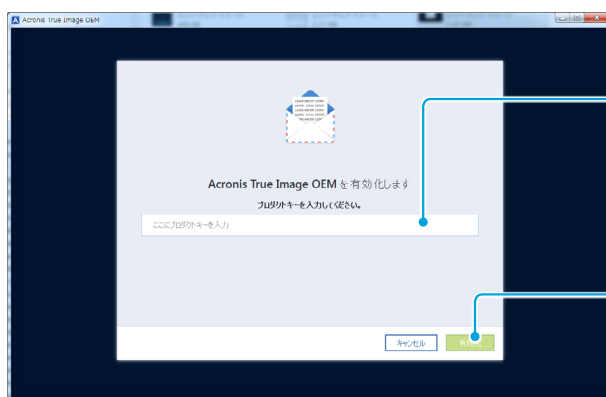 Acronis True Image OEM
Acronis True Image OEM を有効化します
プロダクトキーを入力してください。
ここにプロダクトキーを入力
キャンセル